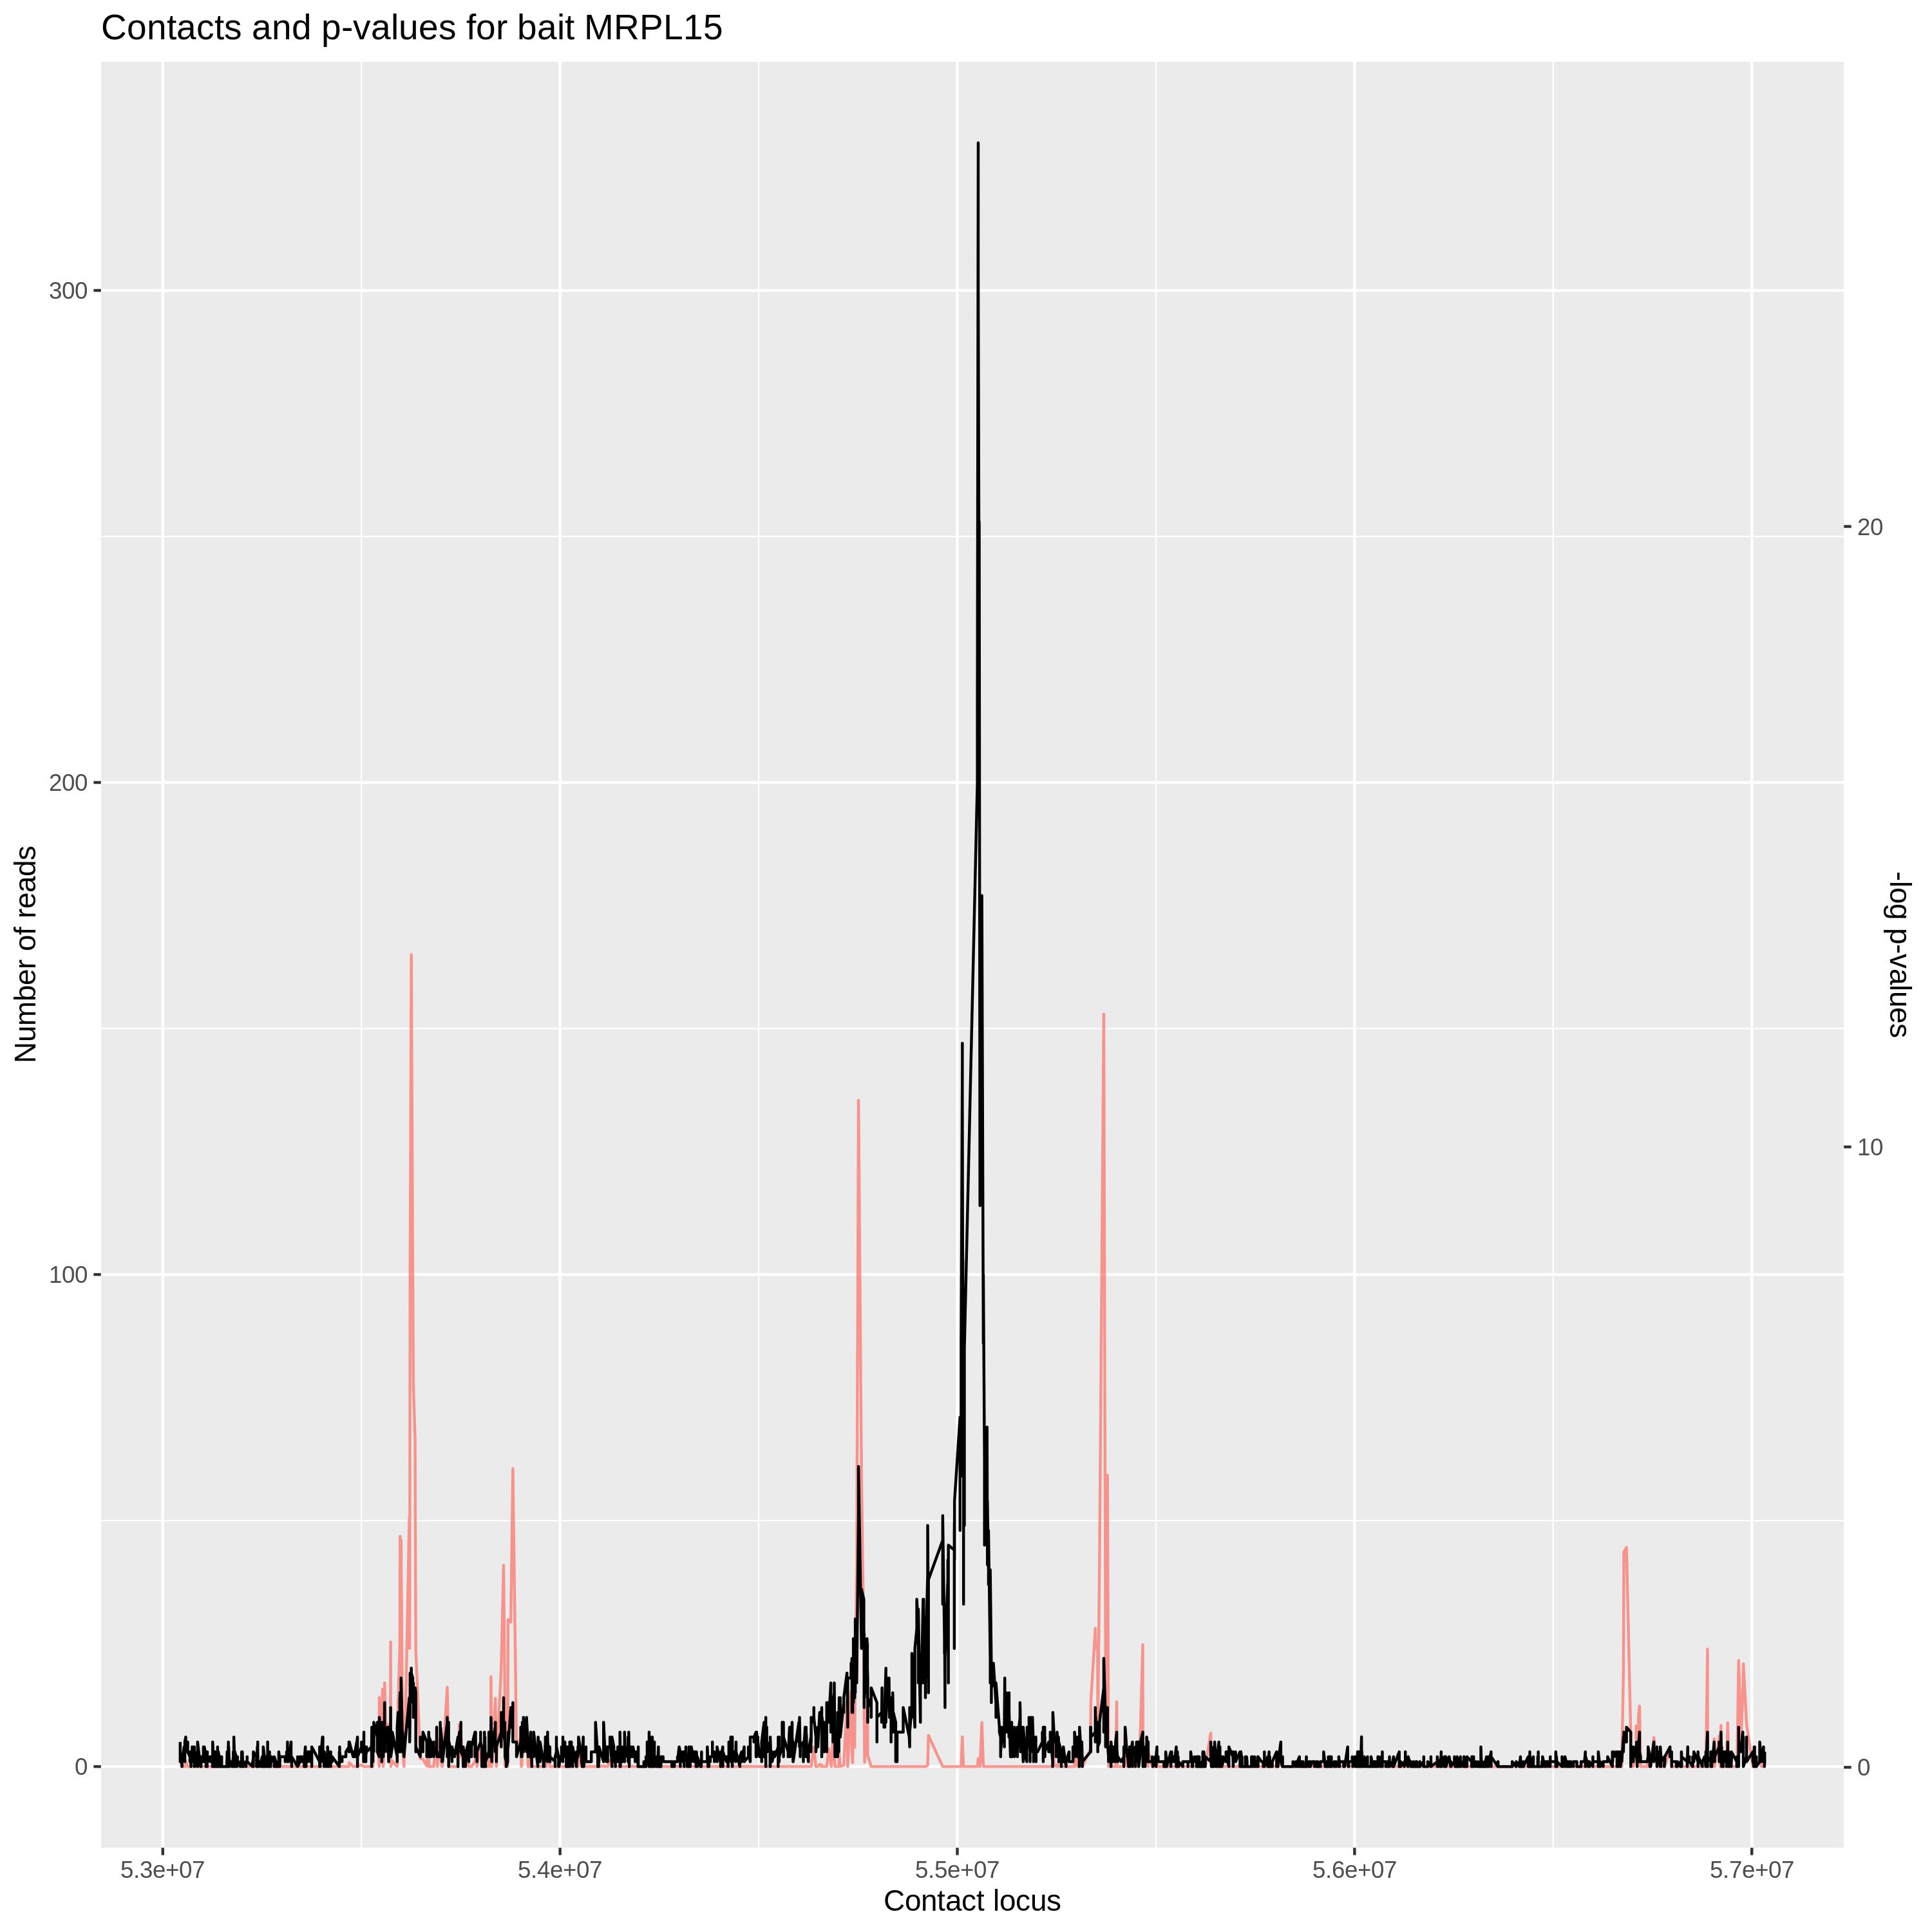 Contacts and p-values for bait MRPL15
300
200
100
0
Number of reads
20
10
0
-log p-values
5.3e+07
5.4e+07
5.5e+07
5.6e+07
5.7e+07
Contact locus